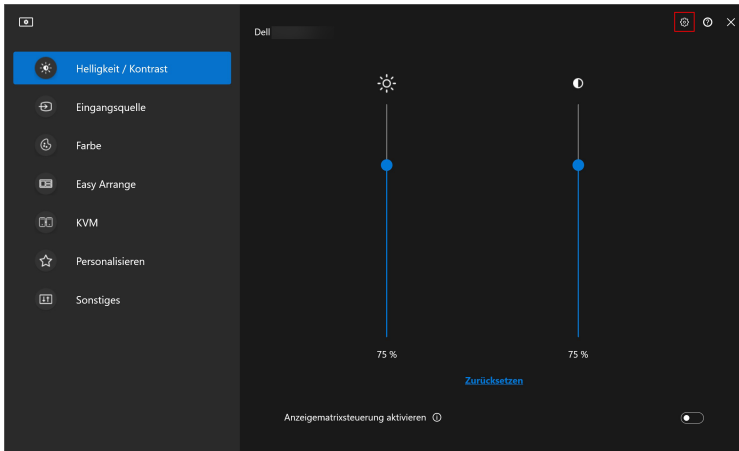 Dell
Helligkeit / Kontrast
Eingangsquelle
Farbe
Easy Arrange
KVM
Personalisieren
Sonstiges
75 %
75 %
Zurücksetzen
Anzeigematrixsteuerung aktivieren